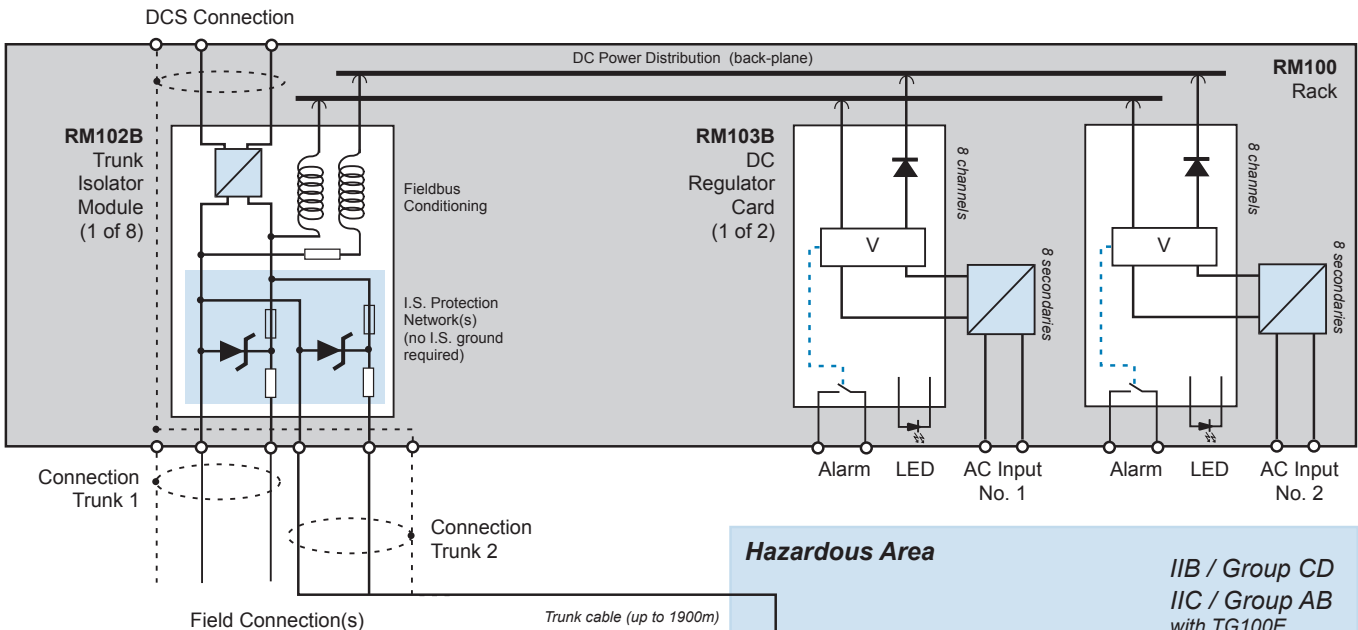 DCS Connection
DC Power Distribution (back-plane)
RM100
Rack
RM102B
Trunk
Isolator
Module
(1 of 8)
Fieldbus
Conditioning
I.S. Protection
Network(s)
(no I.S. ground
required)
RM103B
DC
Regulator
Card
(1 of 2)
8 channels
V
8 secondaries
8 channels
V
8 secondaries
Alarm
LED
AC Input
No. 1
Alarm
LED
AC Input
No. 2
Connection
Trunk 1
Connection
Trunk 2
Field Connection(s)
Trunk cable (up to 1900m)
Hazardous Area
IIB / Group CD
IIC / Group AB
with TG100E